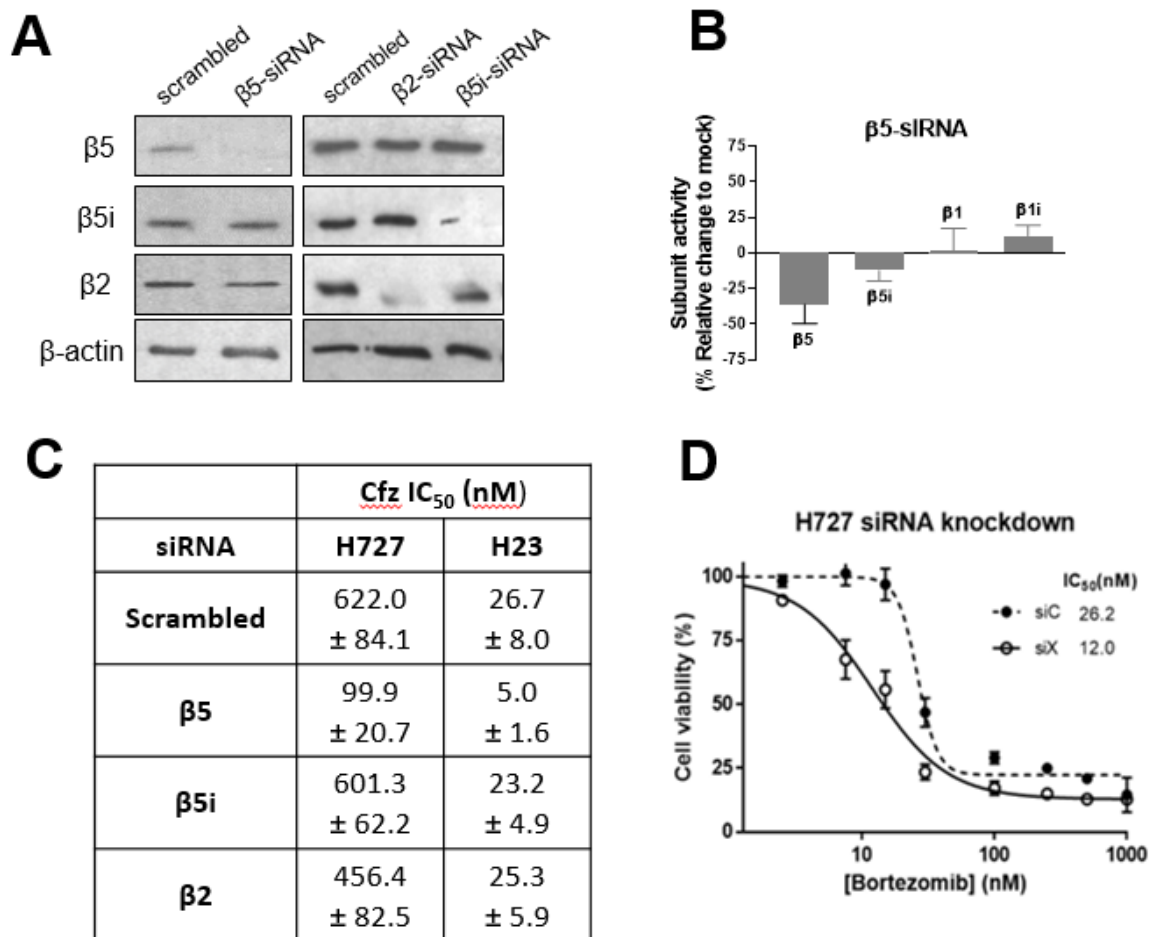 A
scrambled
β5-siRNA
scrambled
β2-siRNA
β5i-siRNA
β5
β5i
β2
β-actin
B
β5-siRNA
Subunit activity
(% Relative change to mock)
75
50
25
0
-25
-50
-75
β5
β5i
β1
β1i
C
Cfz IC50 (nM)
siRNA H727 H23
Scrambled 622.0 ± 84.1 26.7 ± 8.0
β5 99.9 ± 20.7 5.0 ± 1.6
β5i 601.3 ± 62.2 23.2 ± 4.9
β2 456.4 ± 82.5 25.3 ± 5.9
D
H727 siRNA knockdown
IC50(nM)
siC 26.2
siX 12.0
Cell viability (%)
100
75
50
25
0
10 100 1000
[Bortezomib] (nM)